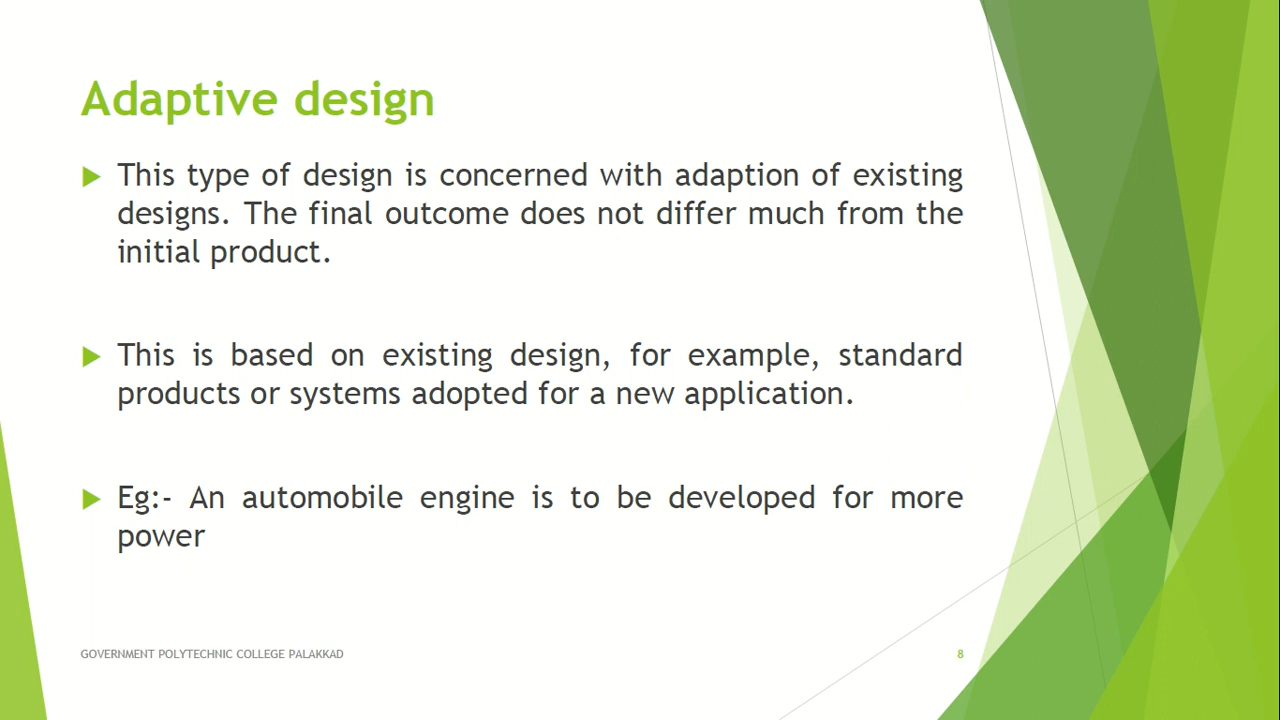 Adaptive design
This type of design is concerned with adaption of existing
designs. The final outcome does not differ much from the
initial product.
This is based on existing design, for example, standard
products or systems adopted for a new application.
Eg:- An automobile engine is to be developed for more
power
GOVERNMENT POLYTECHNIC COLLEGE PALAKKAD
8